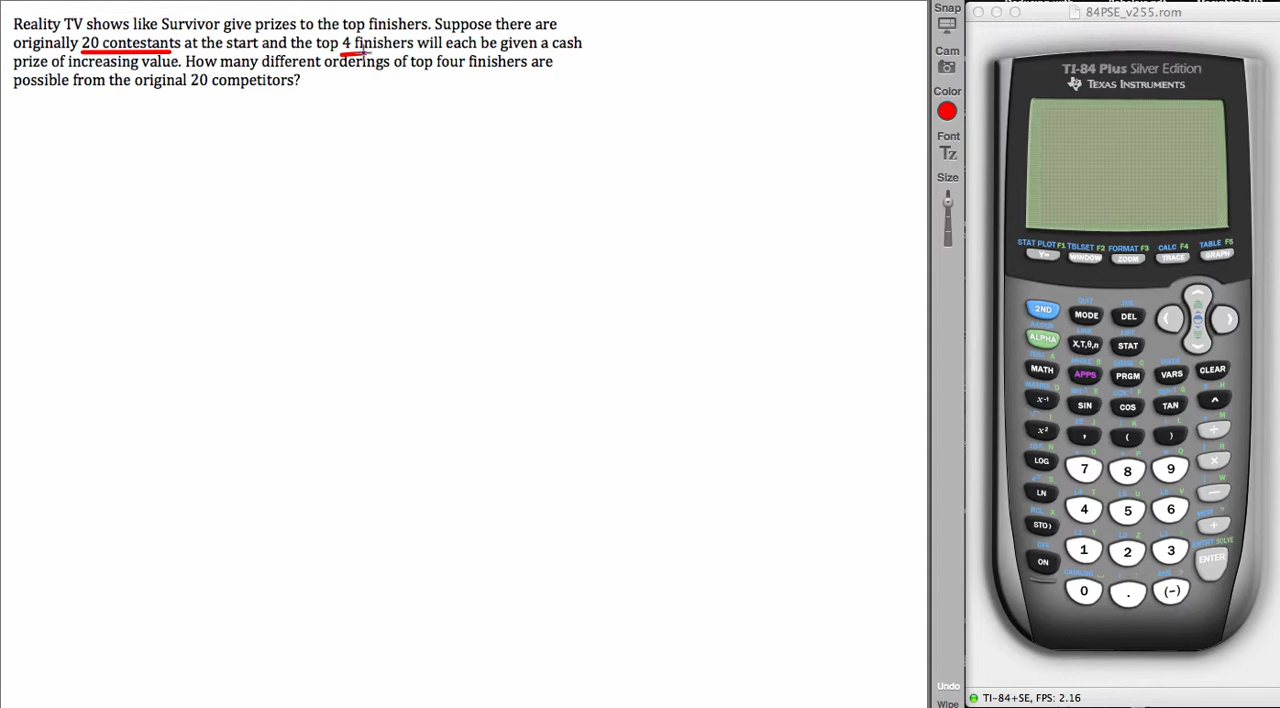 Reality TV shows like Survivor give prizes to the top finishers. Suppose there are
originally 20 contestants at the start and the top 4 finishers will each be given a cash
prize of increasing value. How many different orderings of top four finishers are
possible from the original 20 competitors?
Snap
Cam
Color
Font
Tz
Size
Undo
Wipe
84PSE_v255.rom
TI-84 Plus Silver Edition
TEXAS INSTRUMENTS
STAT PLOT F1 TBLSET F2 FORMAT F3 CALC F4 TABLE F5
Y= WINDOW ZOOM TRACE GRAPH
2ND MODE DEL
ALPHA X,T,θ,n STAT
MATH APPS PRGM VARS CLEAR
x⁻¹ SIN COS TAN ^
x² , ( ) ÷
LOG 7 8 9 ×
LN 4 5 6 −
STO› 1 2 3 +
ON 0 . (−) ENTER
TI-84+SE, FPS: 2.16